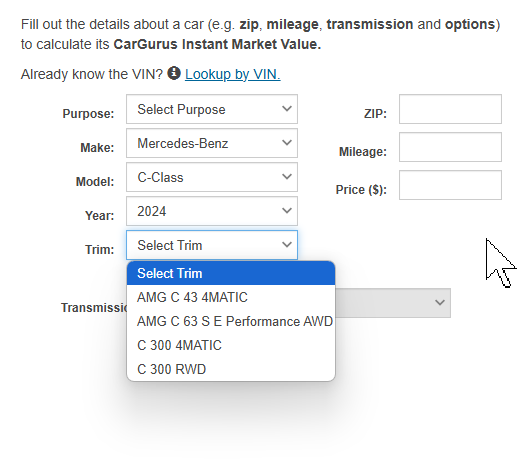 Fill out the details about a car (e.g. zip, mileage, transmission and options)
to calculate its CarGurus Instant Market Value.
Already know the VIN? Lookup by VIN.
Purpose: Select Purpose
ZIP:
Make: Mercedes-Benz
Mileage:
Model: C-Class
Price ($):
Year: 2024
Trim: Select Trim
Select Trim
AMG C 43 4MATIC
AMG C 63 S E Performance AWD
C 300 4MATIC
C 300 RWD
Transmissio